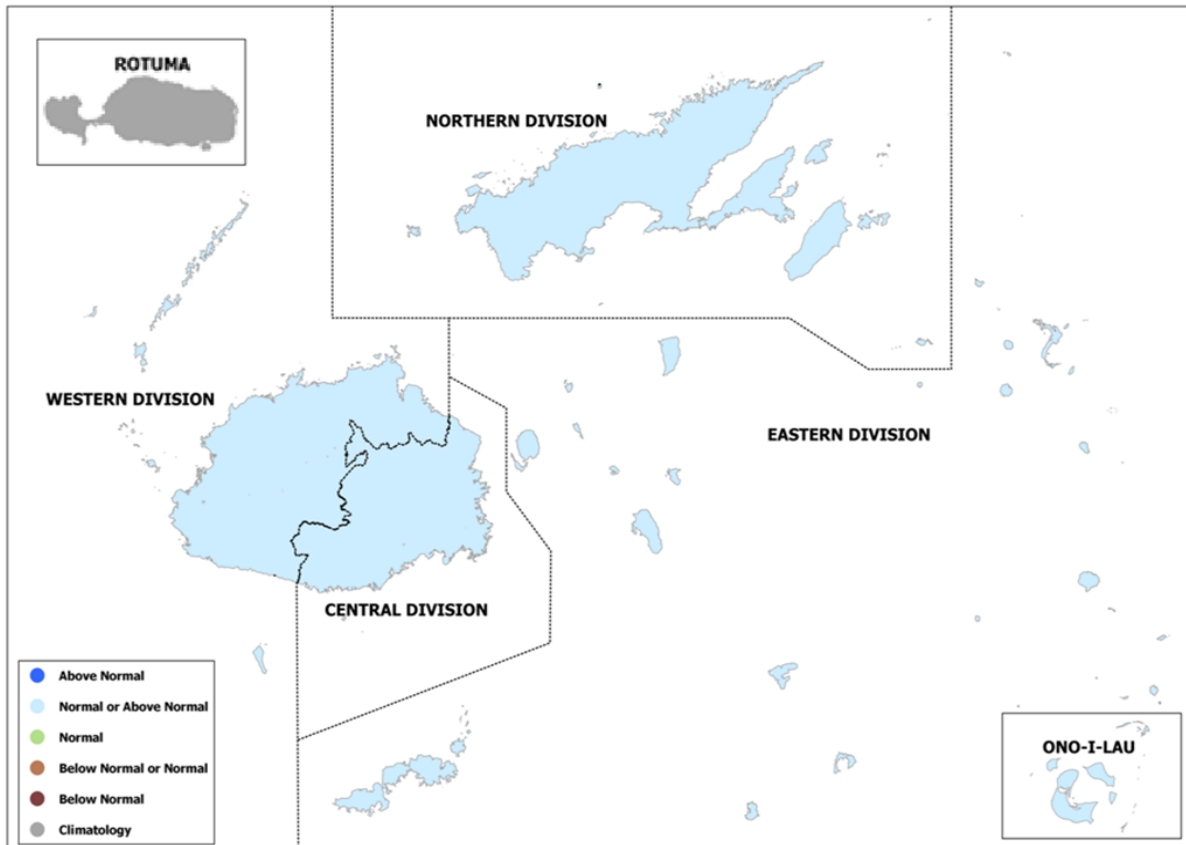 ROTUMA
NORTHERN DIVISION
WESTERN DIVISION
EASTERN DIVISION
CENTRAL DIVISION
Above Normal
Normal or Above Normal
Normal
Below Normal or Normal
Below Normal
Climatology
ONO-I-LAU